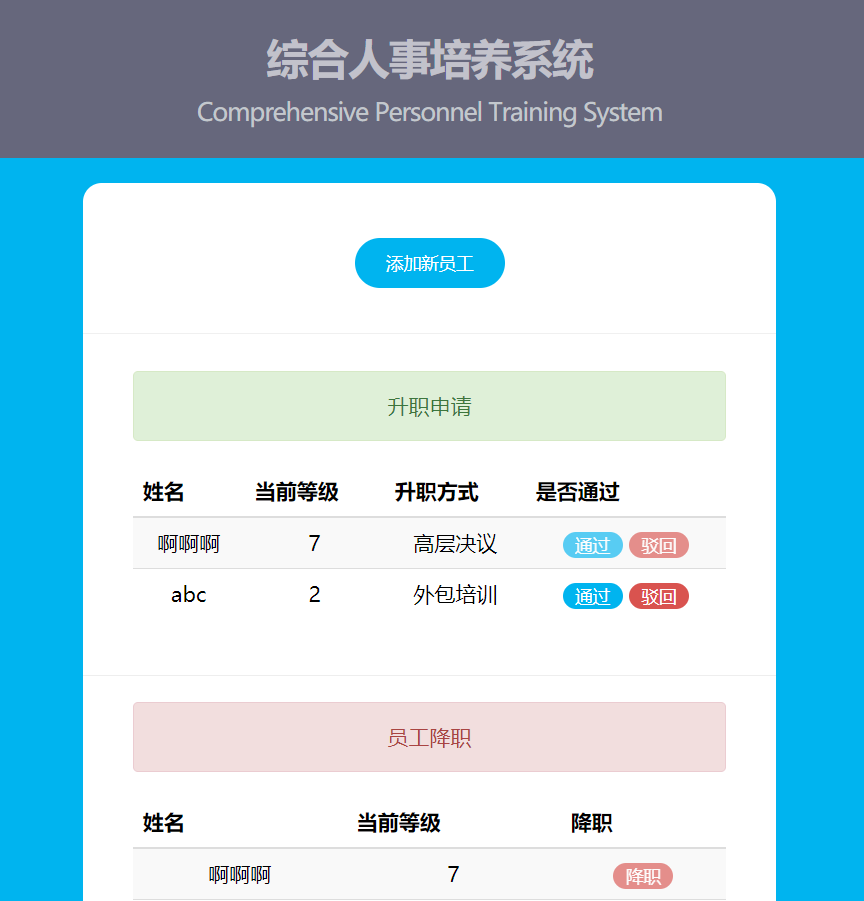 综合人事培养系统
Comprehensive Personnel Training System
添加新员工
升职申请
姓名 当前等级 升职方式 是否通过
啊啊啊 7 高层决议 通过 驳回
abc 2 外包培训 通过 驳回
员工降职
姓名 当前等级 降职
啊啊啊 7 降职